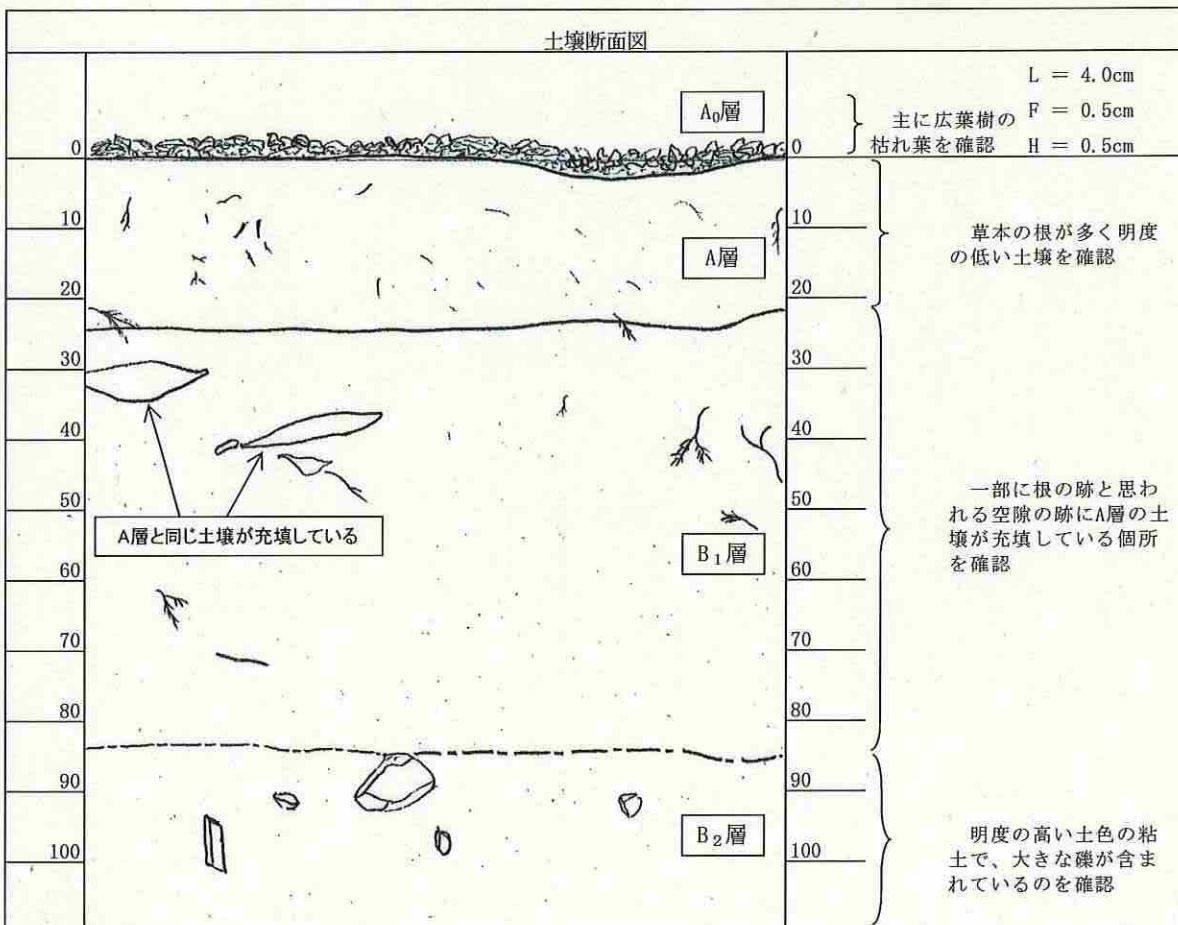 土壌断面図
A₀層
主に広葉樹の
枯れ葉を確認
L = 4.0cm
F = 0.5cm
H = 0.5cm
0
0
10
10
A層
草本の根が多く明度
の低い土壌を確認
20
20
30
30
40
40
50
50
A層と同じ土壌が充填している
B₁層
一部に根の跡と思わ
れる空隙の跡にA層の土
壌が充填している個所
を確認
60
60
70
70
80
80
90
90
B₂層
明度の高い土色の粘
土で、大きな礫が含ま
れているのを確認
100
100